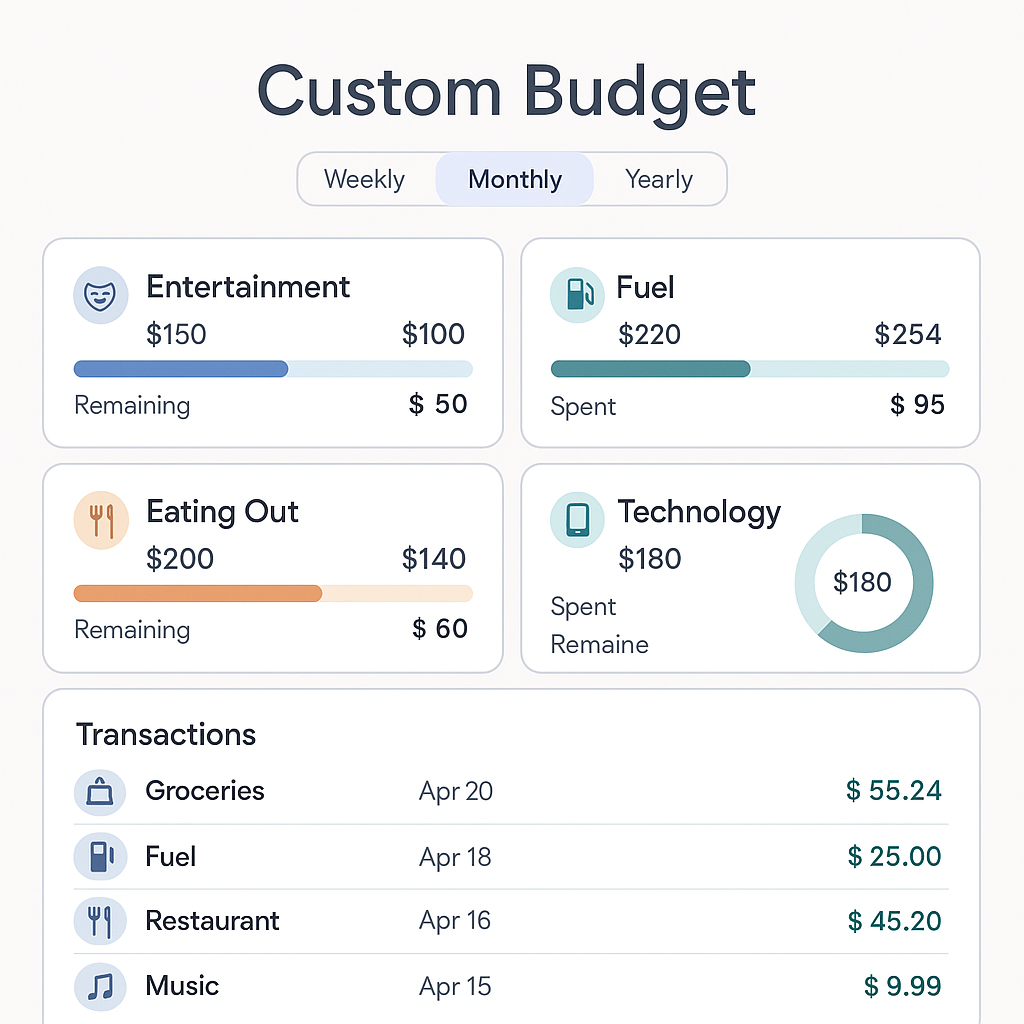 Custom Budget
Weekly Monthly Yearly
Entertainment
$150 $100
Remaining $ 50
Fuel
$220 $254
Spent $ 95
Eating Out
$200 $140
Remaining $ 60
Technology
$180
$180
Spent
Remaine
Transactions
Groceries Apr 20 $ 55.24
Fuel Apr 18 $ 25.00
Restaurant Apr 16 $ 45.20
Music Apr 15 $ 9.99